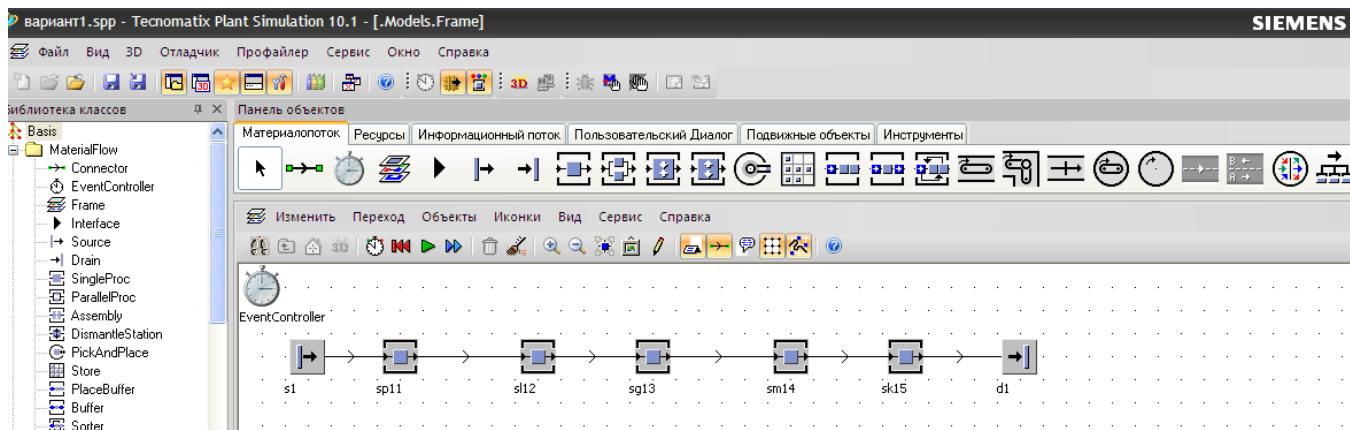 вариант1.spp - Tecnomatix Plant Simulation 10.1 - [.Models.Frame]
SIEMENS
Файл Вид 3D Отладчик Профайлер Сервис Окно Справка
3D
иблиотека классов
Панель объектов
Basis
MaterialFlow
Connector
EventController
Frame
Interface
Source
Drain
SingleProc
ParallelProc
Assembly
DismantleStation
PickAndPlace
Store
PlaceBuffer
Buffer
Sorter
Материалопоток Ресурсы Информационный поток Пользовательский Диалог Подвижные объекты Инструменты
Изменить Переход Объекты Иконки Вид Сервис Справка
EventController
s1 sp11 sl12 sg13 sm14 sk15 d1